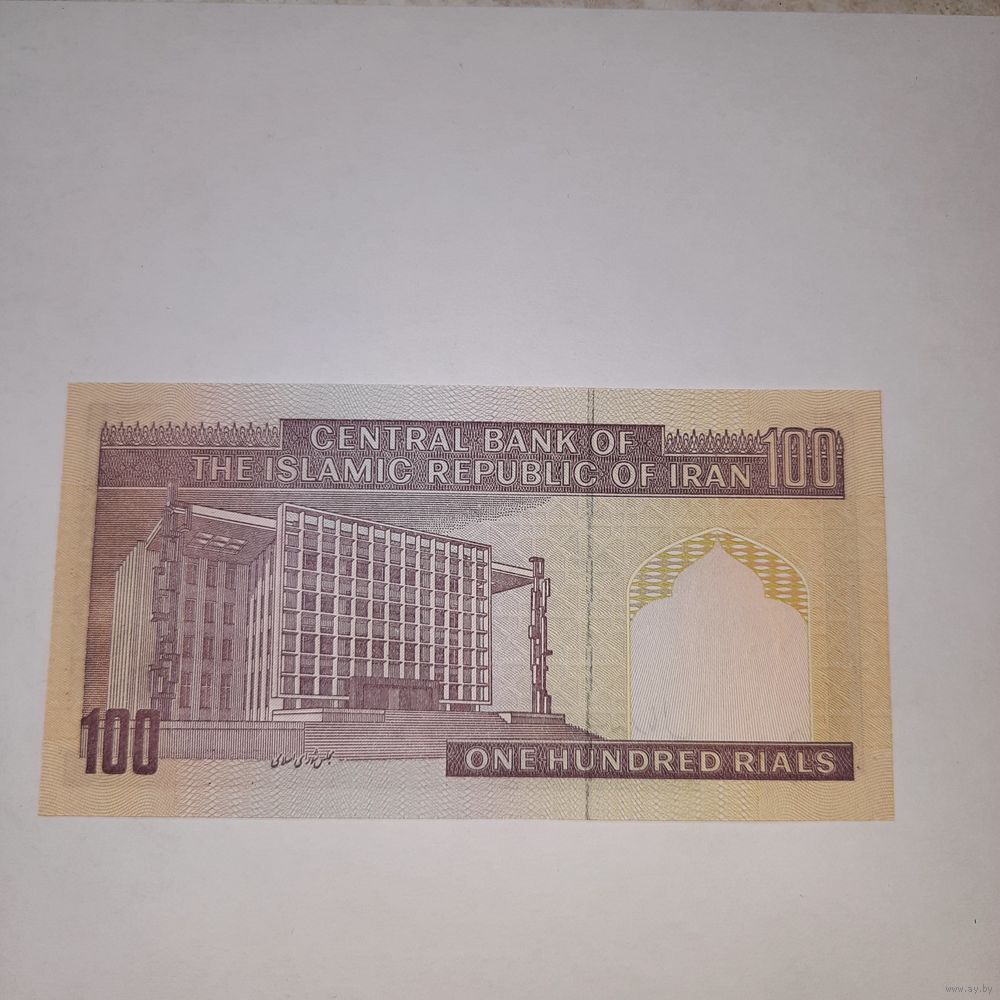 CENTRAL BANK OF
THE ISLAMIC REPUBLIC OF IRAN 100
100
مجلس شورای اسلامی
ONE HUNDRED RIALS
www.ay.by